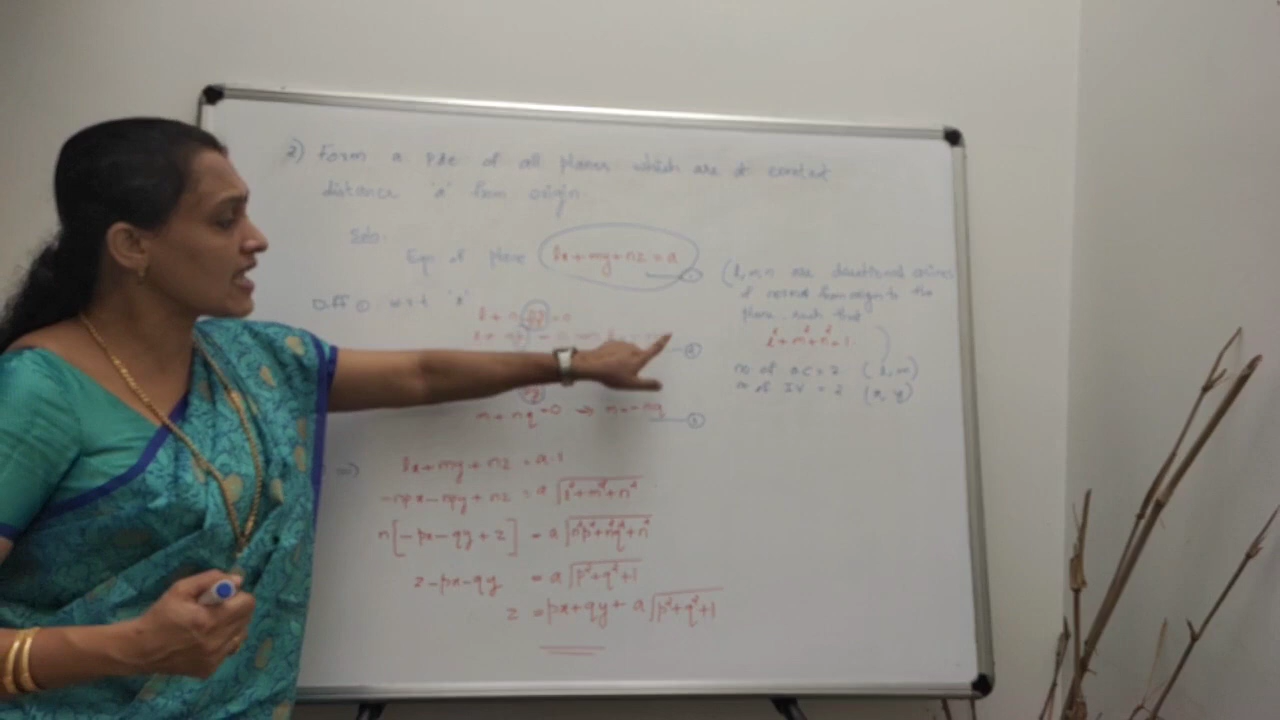 2) Form a Pde of all planes which are at constant
distance 'a' from origin.
Soln:
Eqn of plane lx+my+nz=a
(l,m,n are directional cosines
of normal from origin to the
plane such that
l²+m²+n²=1.
no of AC=2 (l,m)
no of IV=2 (x,y)
Diff ① w.r.t 'x'
l+n =0
②
m+nq=0 → m=-nq
③
⇒ lx+my+nz = a.1
-npx-nqy+nz = a√l²+m²+n²
n[-px-qy+z] = a√n²p²+n²q²+n²
z-px-qy = a√p²+q²+1
z = px+qy+a√p²+q²+1